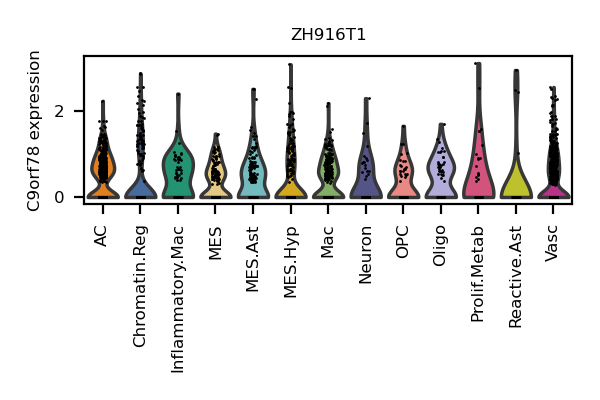 ZH916T1
C9orf78 expression
2
0
AC
Chromatin.Reg
Inflammatory.Mac
MES
MES.Ast
MES.Hyp
Mac
Neuron
OPC
Oligo
Prolif.Metab
Reactive.Ast
Vasc